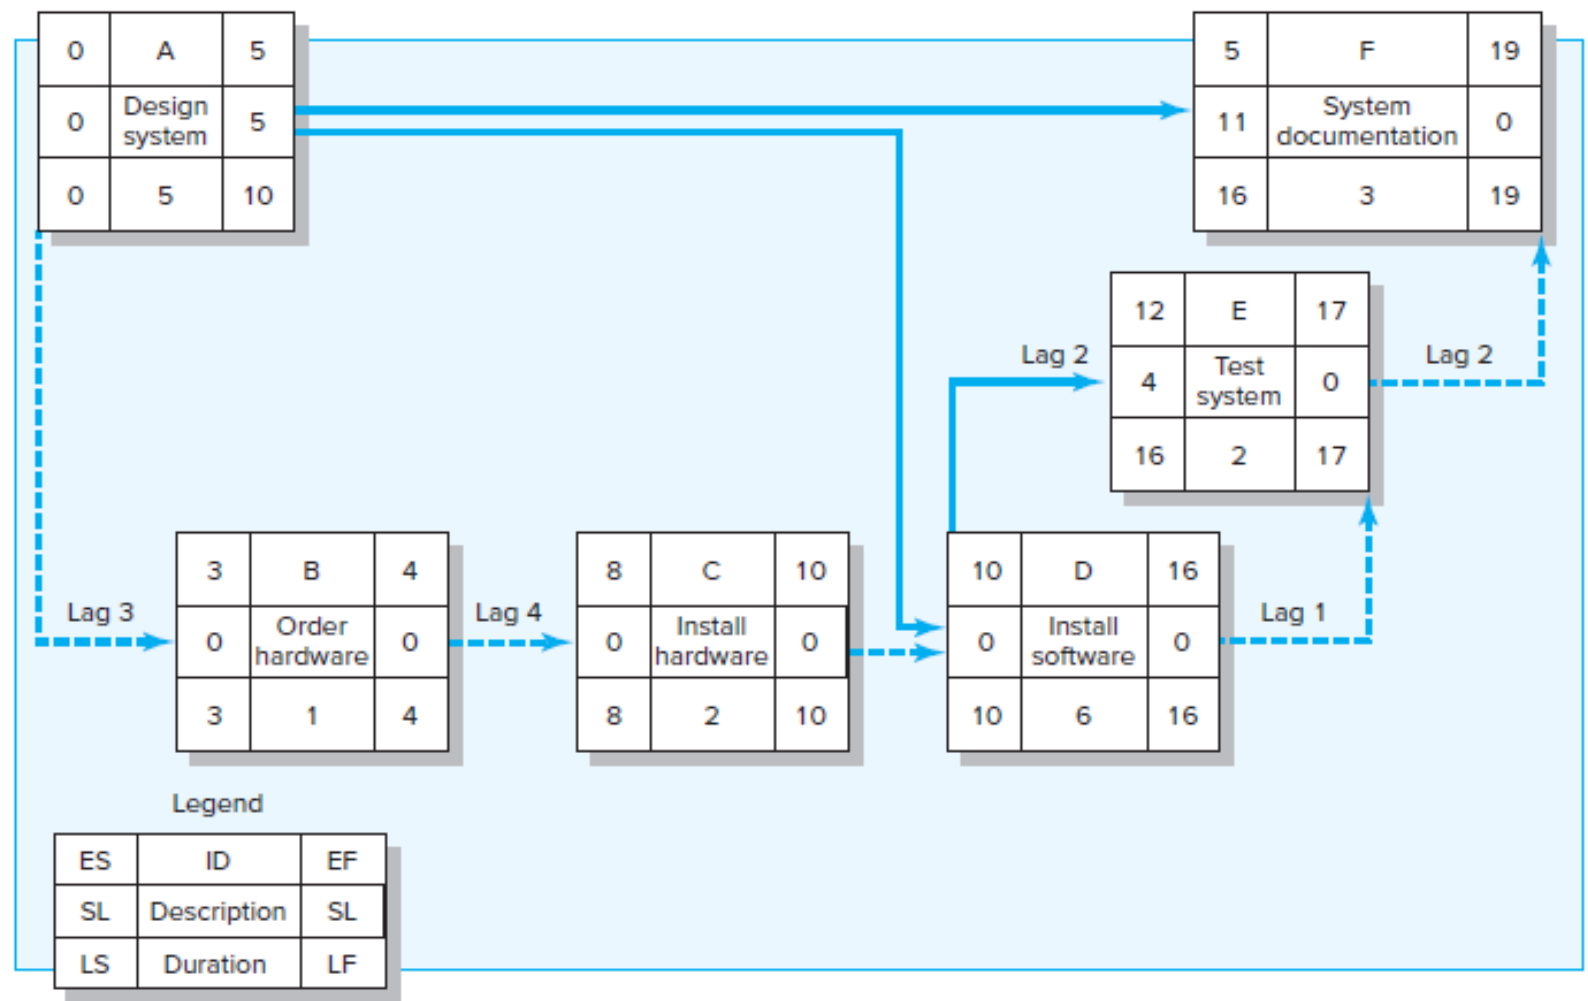 0 A 5
5 F 19
0 Design system 5
11 System documentation 0
0 5 10
16 3 19
12 E 17
Lag 2
4 Test system 0
Lag 2
16 2 17
3 B 4
8 C 10
10 D 16
Lag 3
0 Order hardware 0
Lag 4
0 Install hardware 0
0 Install software 0
Lag 1
3 1 4
8 2 10
10 6 16
Legend
ES ID EF
SL Description SL
LS Duration LF